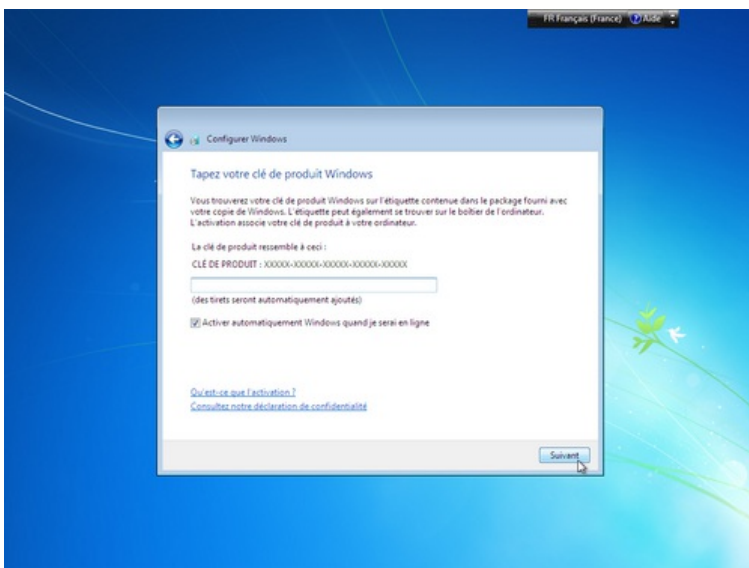 FR Français (France) Aide
Configurer Windows
Tapez votre clé de produit Windows
Vous trouverez votre clé de produit Windows sur l'étiquette contenue dans le package fourni avec
votre copie de Windows. L'étiquette peut également se trouver sur le boîtier de l'ordinateur.
L'activation associe votre clé de produit à votre ordinateur.
La clé de produit ressemble à ceci :
CLÉ DE PRODUIT : XXXXX-XXXXX-XXXXX-XXXXX-XXXXX
(des tirets seront automatiquement ajoutés)
Activer automatiquement Windows quand je serai en ligne
Qu'est-ce que l'activation ?
Consultez notre déclaration de confidentialité
Suivant